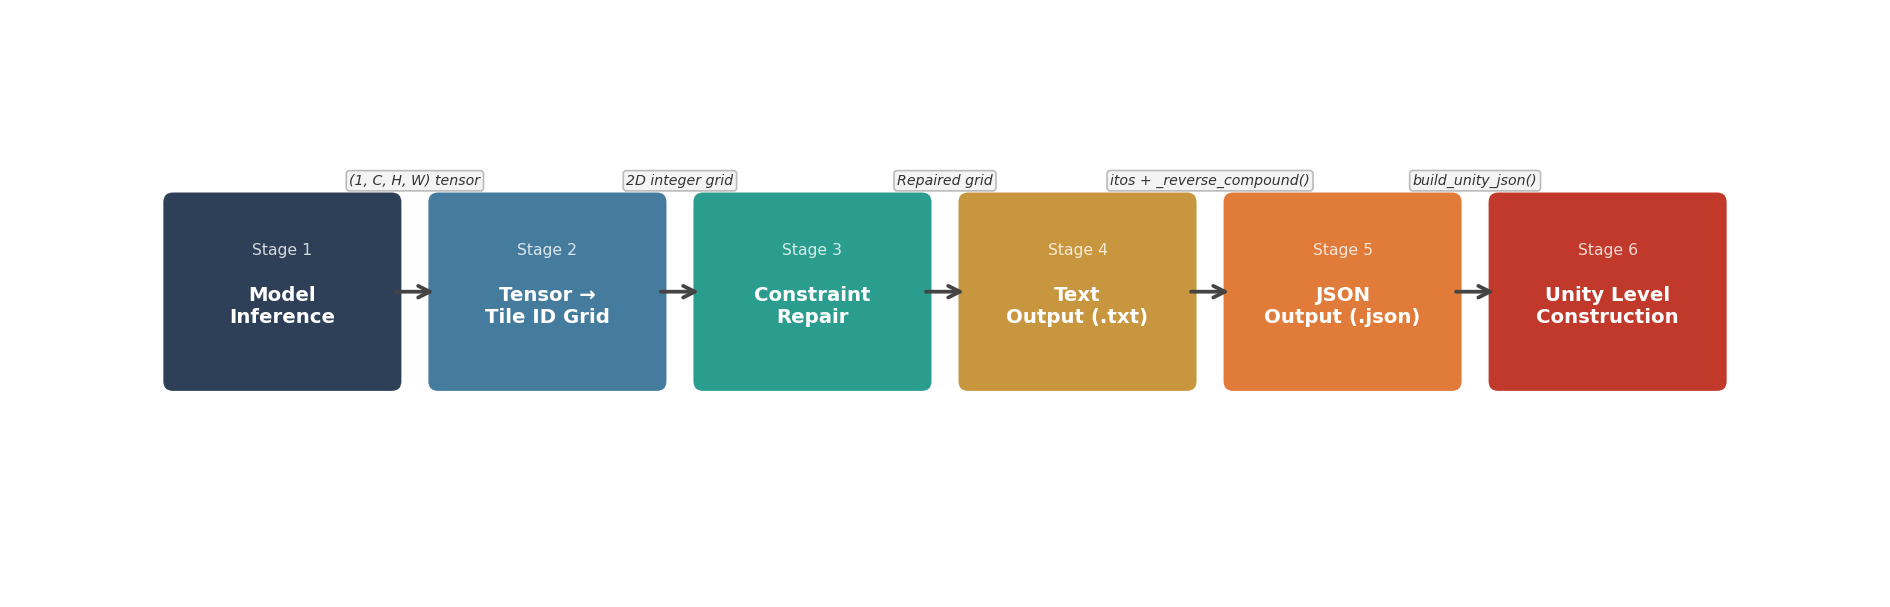 (1, C, H, W) tensor
2D integer grid
Repaired grid
itos + _reverse_compound()
build_unity_json()
Stage 1
Model
Inference
Stage 2
Tensor →
Tile ID Grid
Stage 3
Constraint
Repair
Stage 4
Text
Output (.txt)
Stage 5
JSON
Output (.json)
Stage 6
Unity Level
Construction